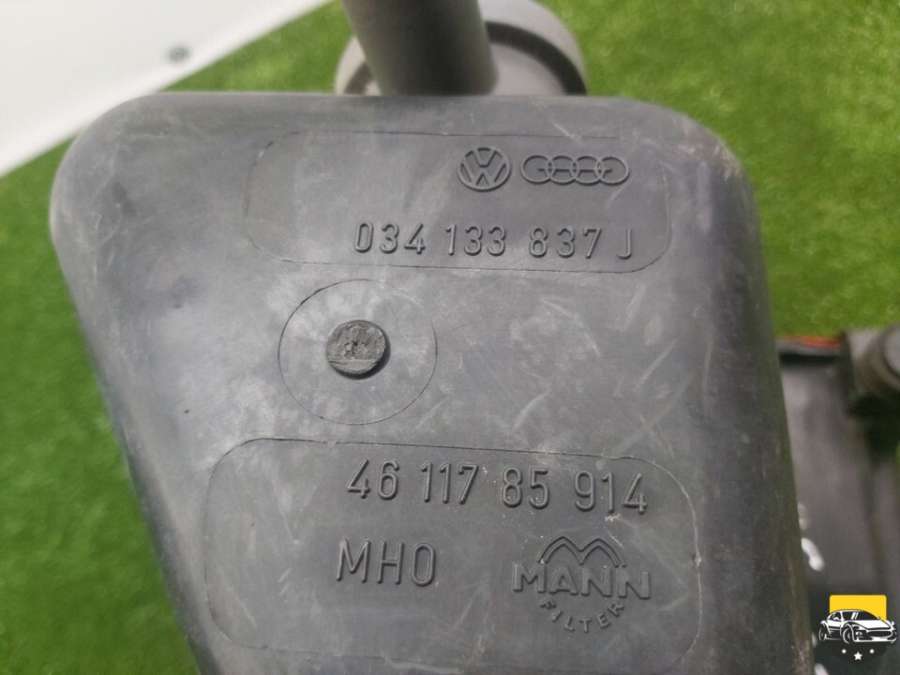 034 133 837 J
46 117 85 914
MHO
MANN
FILTER